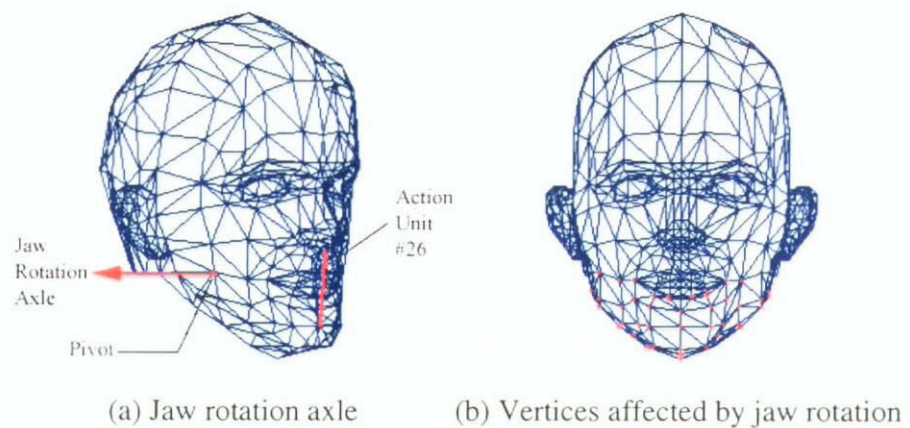 Action
Unit
#26
Jaw
Rotation
Axle
Pivot
(a) Jaw rotation axle
(b) Vertices affected by jaw rotation